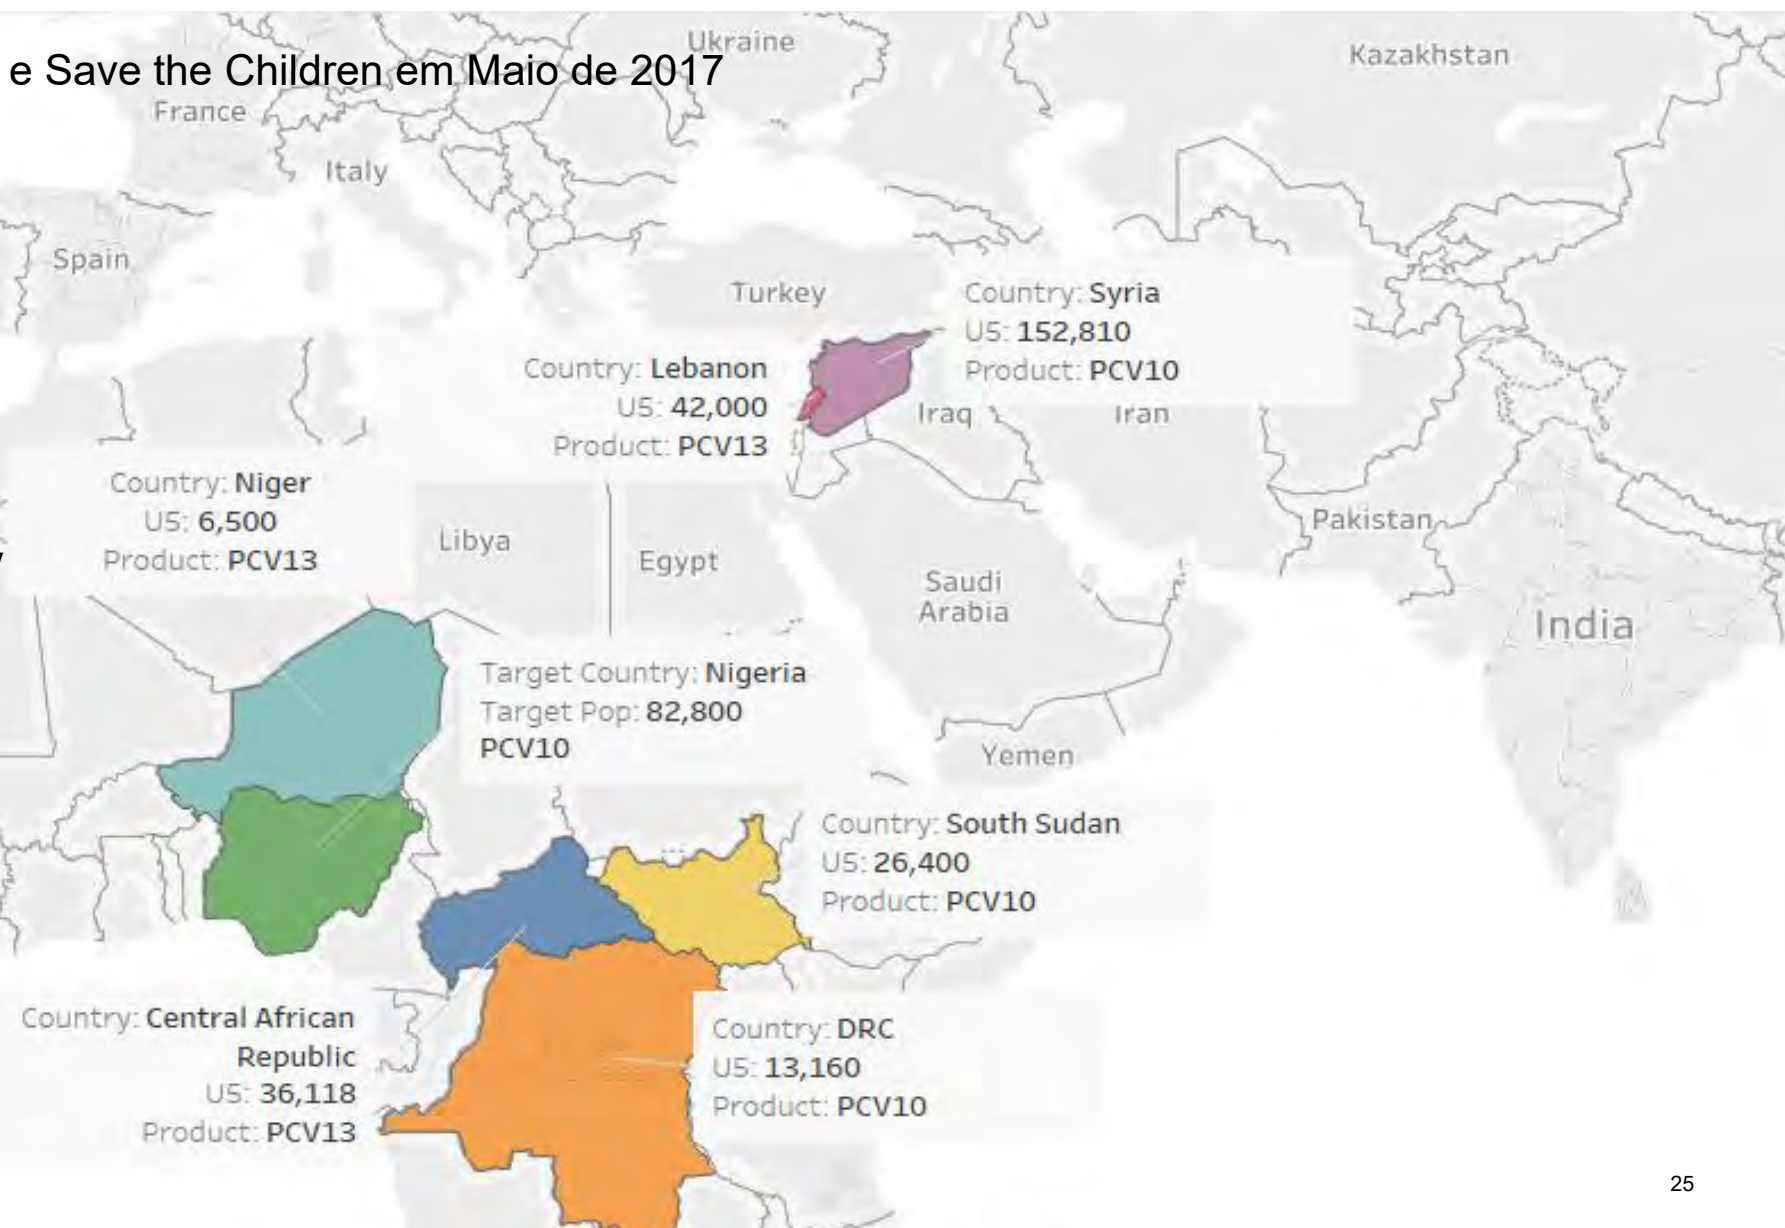 e Save the Children em Maio de 2017
Ukraine
Kazakhstan
France
Italy
Spain
Turkey
Country: Syria
U5: 152,810
Product: PCV10
Country: Lebanon
U5: 42,000
Product: PCV13
Iraq
Iran
Country: Niger
U5: 6,500
Product: PCV13
Libya
Egypt
Saudi
Arabia
Pakistan
India
Target Country: Nigeria
Target Pop: 82,800
PCV10
Yemen
Country: South Sudan
U5: 26,400
Product: PCV10
Country: Central African
Republic
U5: 36,118
Product: PCV13
Country: DRC
U5: 13,160
Product: PCV10
25